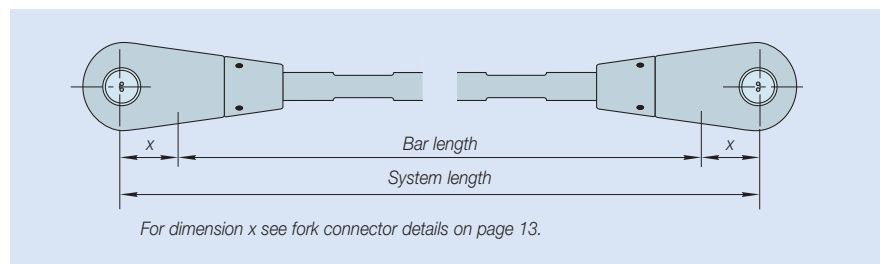 x Bar length x
System length
For dimension x see fork connector details on page 13.